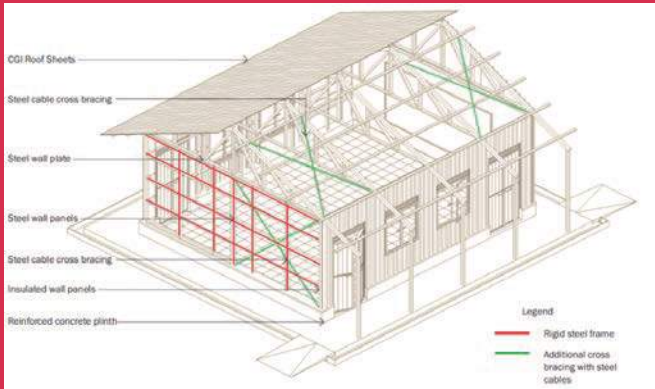 CGI Roof Sheets
Steel cable cross bracing
Steel wall plate
Steel wall panels
Steel cable cross bracing
Insulated wall panels
Reinforced concrete plinth
Legend
Rigid steel frame
Additional cross
bracing with steel
cables